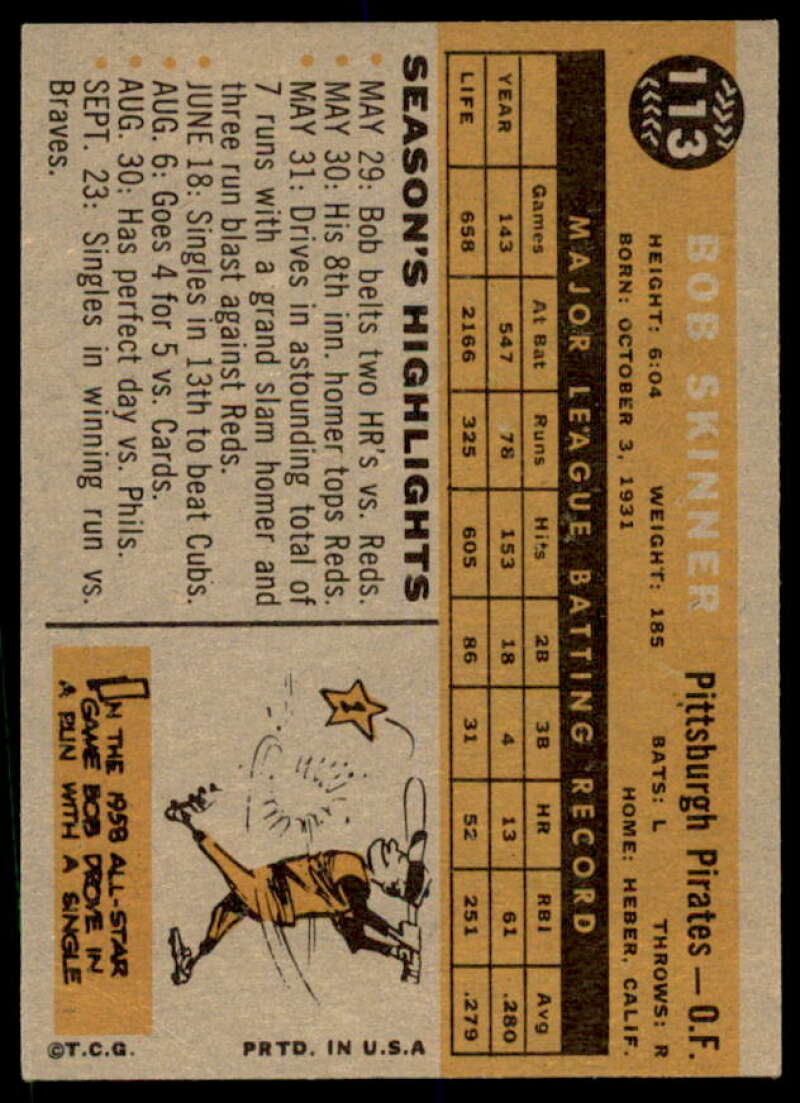 113
BOB SKINNER Pittsburgh Pirates — O.F.
HEIGHT: 6:04 WEIGHT: 185 BATS: L THROWS: R
BORN: OCTOBER 3, 1931 HOME: HEBER, CALIF.
MAJOR LEAGUE BATTING RECORD
Games At Bat Runs Hits 2B 3B HR RBI Avg
YEAR 143 547 78 153 18 4 13 61 .280
LIFE 658 2166 325 605 86 31 52 251 .279
SEASON'S HIGHLIGHTS
• MAY 29: Bob belts two HR's vs. Reds.
• MAY 30: His 8th inn. homer tops Reds.
• MAY 31: Drives in astounding total of
7 runs with a grand slam homer and
three run blast against Reds.
• JUNE 18: Singles in 13th to beat Cubs.
• AUG. 6: Goes 4 for 5 vs. Cards.
• AUG. 30: Has perfect day vs. Phils.
• SEPT. 23: Singles in winning run vs.
Braves.
1
IN THE 1958 ALL-STAR
GAME BOB DROVE IN
A RUN WITH A SINGLE
©T.C.G. PRTD. IN U.S.A